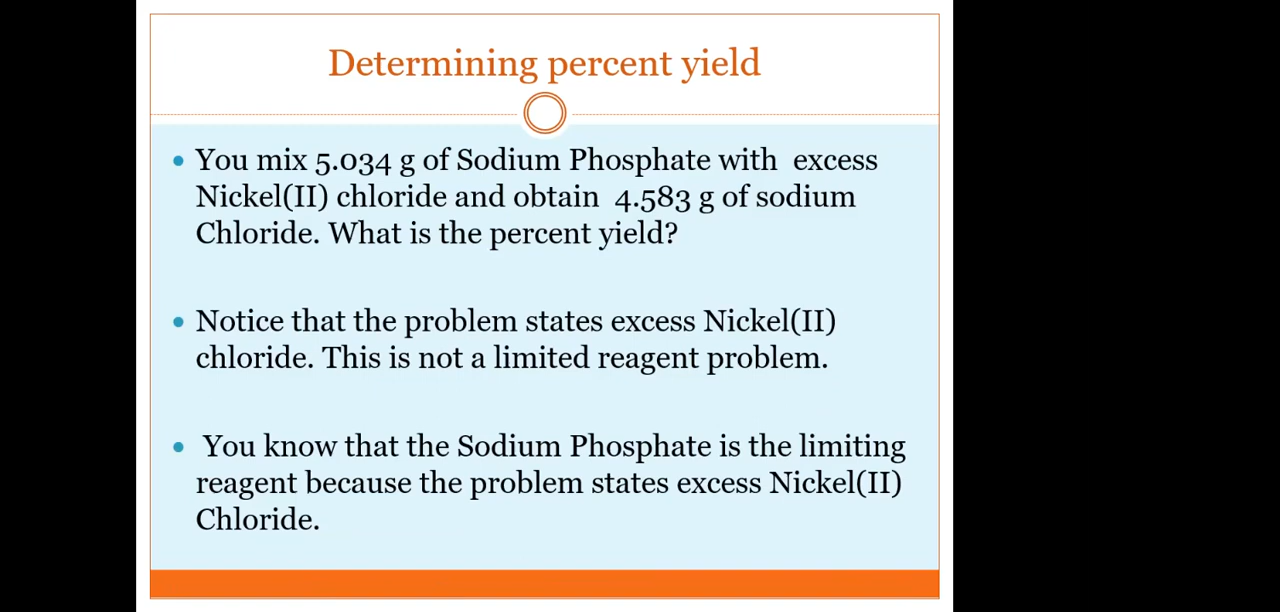 Determining percent yield
• You mix 5.034 g of Sodium Phosphate with  excess
Nickel(II) chloride and obtain  4.583 g of sodium
Chloride. What is the percent yield?
• Notice that the problem states excess Nickel(II)
chloride. This is not a limited reagent problem.
• You know that the Sodium Phosphate is the limiting
reagent because the problem states excess Nickel(II)
Chloride.